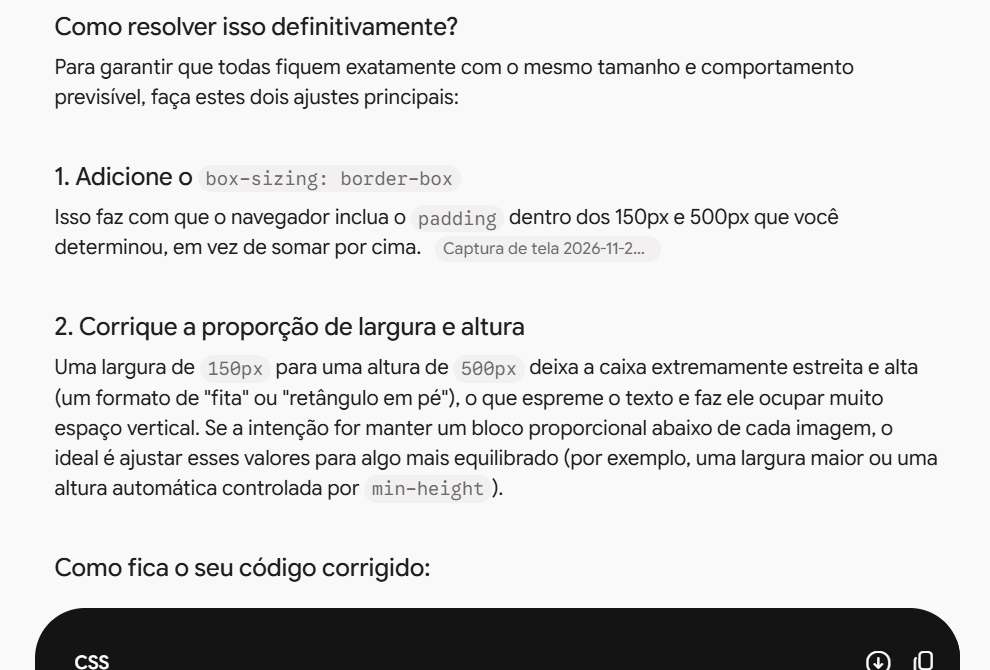 Como resolver isso definitivamente?
Para garantir que todas fiquem exatamente com o mesmo tamanho e comportamento
previsível, faça estes dois ajustes principais:
1. Adicione o box-sizing: border-box
Isso faz com que o navegador inclua o padding dentro dos 150px e 500px que você
determinou, em vez de somar por cima. Captura de tela 2026-11-2...
2. Corrique a proporção de largura e altura
Uma largura de 150px para uma altura de 500px deixa a caixa extremamente estreita e alta
(um formato de "fita" ou "retângulo em pé"), o que espreme o texto e faz ele ocupar muito
espaço vertical. Se a intenção for manter um bloco proporcional abaixo de cada imagem, o
ideal é ajustar esses valores para algo mais equilibrado (por exemplo, uma largura maior ou uma
altura automática controlada por min-height ).
Como fica o seu código corrigido:
CSS